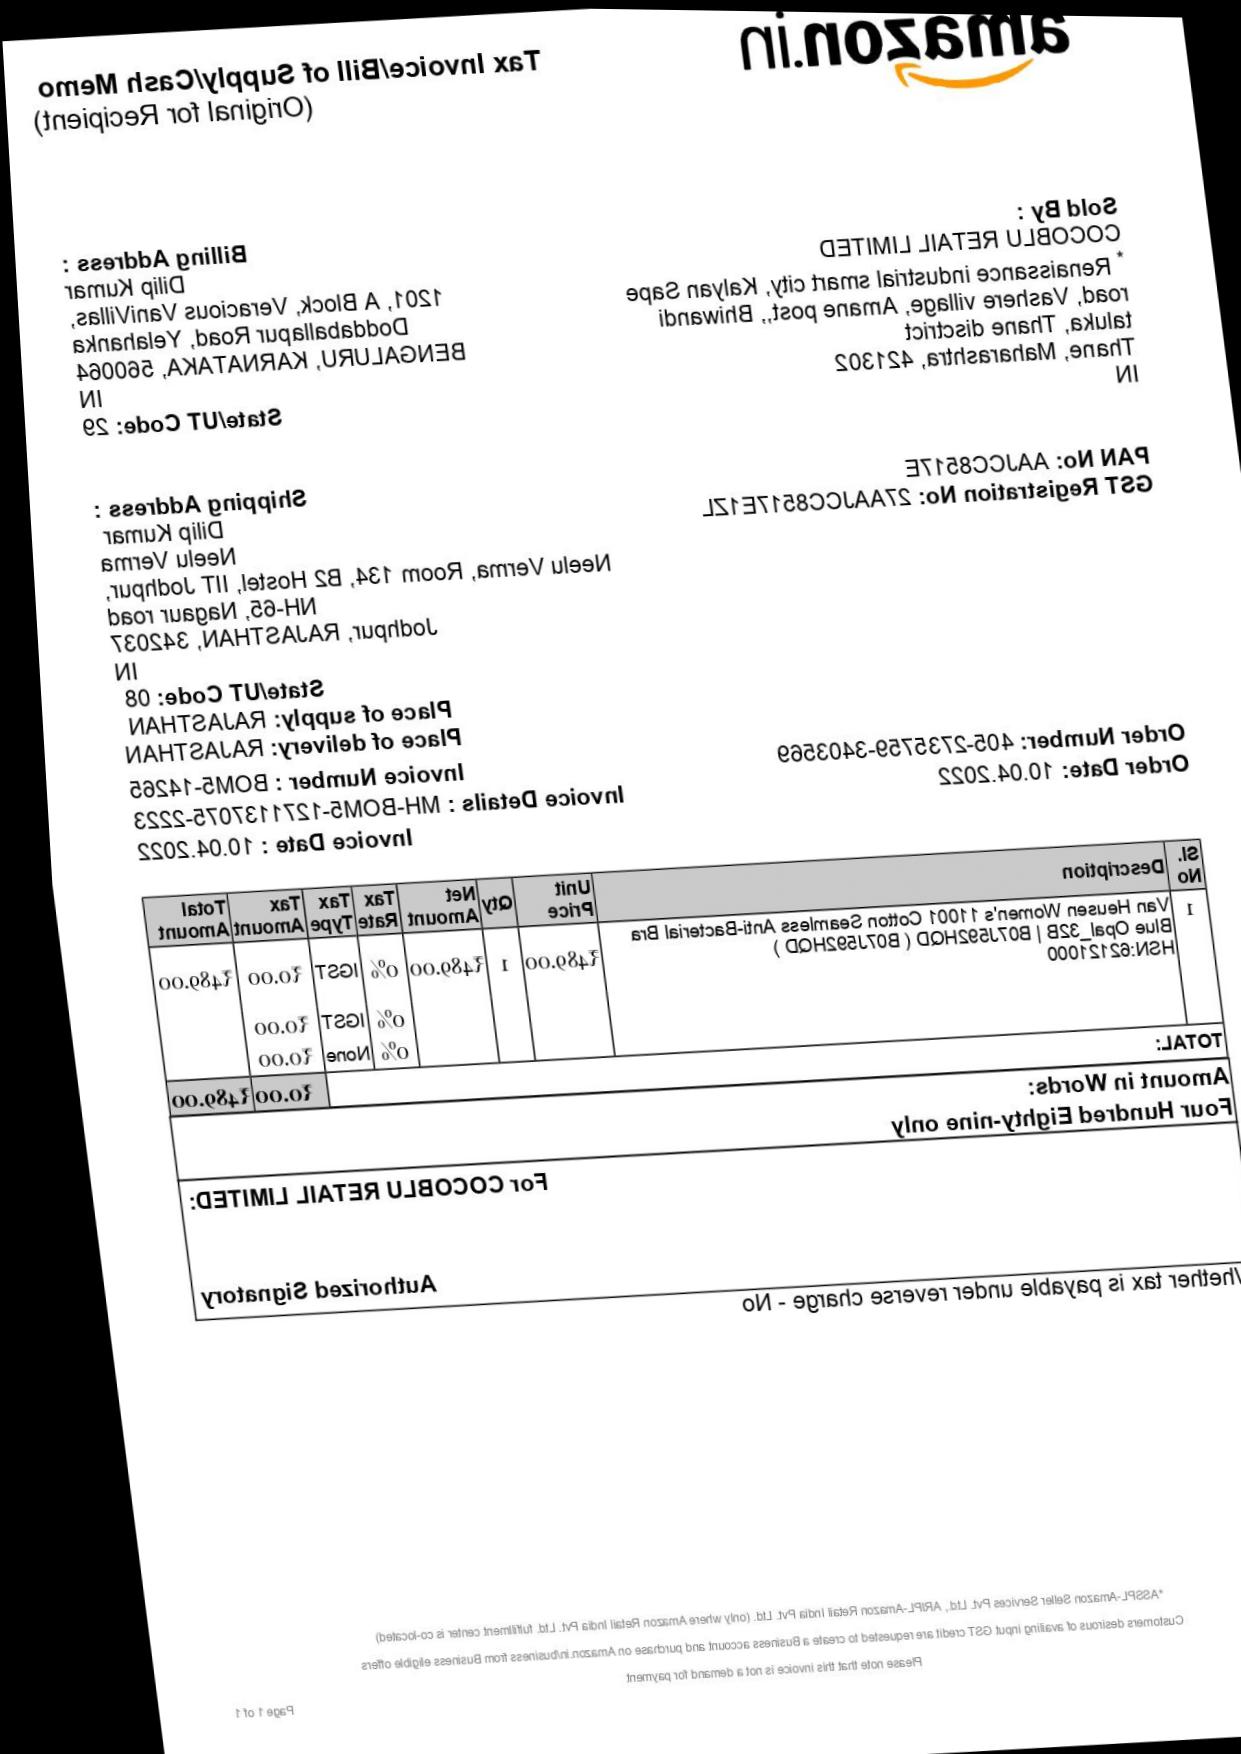 amazon.in
Tax Invoice/Bill of Supply/Cash Memo
(Original for Recipient)
Sold By :
COCOBLU RETAIL LIMITED
* Renaissance industrial smart city, Kalyan Sape
road, Vashere village, Amane post,, Bhiwandi
taluka, Thane disctrict
Thane, Maharashtra, 421302
IN
PAN No: AAJCC8517E
GST Registration No: 27AAJCC8517E1ZL
Billing Address :
Dilip Kumar
1201, A Block, Veracious VaniVillas,
Doddaballapur Road, Yelahanka
BENGALURU, KARNATAKA, 560064
IN
State/UT Code: 29
Shipping Address :
Dilip Kumar
Neelu Verma
Neelu Verma, Room 134, B2 Hostel, IIT Jodhpur,
NH-65, Nagaur road
Jodhpur, RAJASTHAN, 342037
IN
State/UT Code: 08
Place of supply: RAJASTHAN
Place of delivery: RAJASTHAN
Order Number: 405-2735759-3403569
Order Date: 10.04.2022
Invoice Number : BOM5-14265
Invoice Details : MH-BOM5-1271137075-2223
Invoice Date : 10.04.2022
Sl. No Description Unit Price Qty Net Amount Tax Rate Tax Type Tax Amount Total Amount
1 Van Heusen Women's 11001 Cotton Seamless Anti-Bacterial Bra
Blue Opal_32B | B07J592HQD ( B07J592HQD )
HSN:62121000
₹489.00 1 ₹489.00 0% IGST ₹0.00 ₹489.00
0% IGST ₹0.00
0% None ₹0.00
TOTAL: ₹0.00 ₹489.00
Amount in Words:
Four Hundred Eighty-nine only
For COCOBLU RETAIL LIMITED:
Authorized Signatory
hether tax is payable under reverse charge - No
*ASSPL-Amazon Seller Services Pvt. Ltd., ARIPL-Amazon Retail India Pvt. Ltd. (only where Amazon Retail India Pvt. Ltd. fulfillment center is co-located)
Customers desirous of availing input GST credit are requested to create a Business account and purchase on Amazon.in/business from Business eligible offers
Please note that this invoice is not a demand for payment
Page 1 of 1